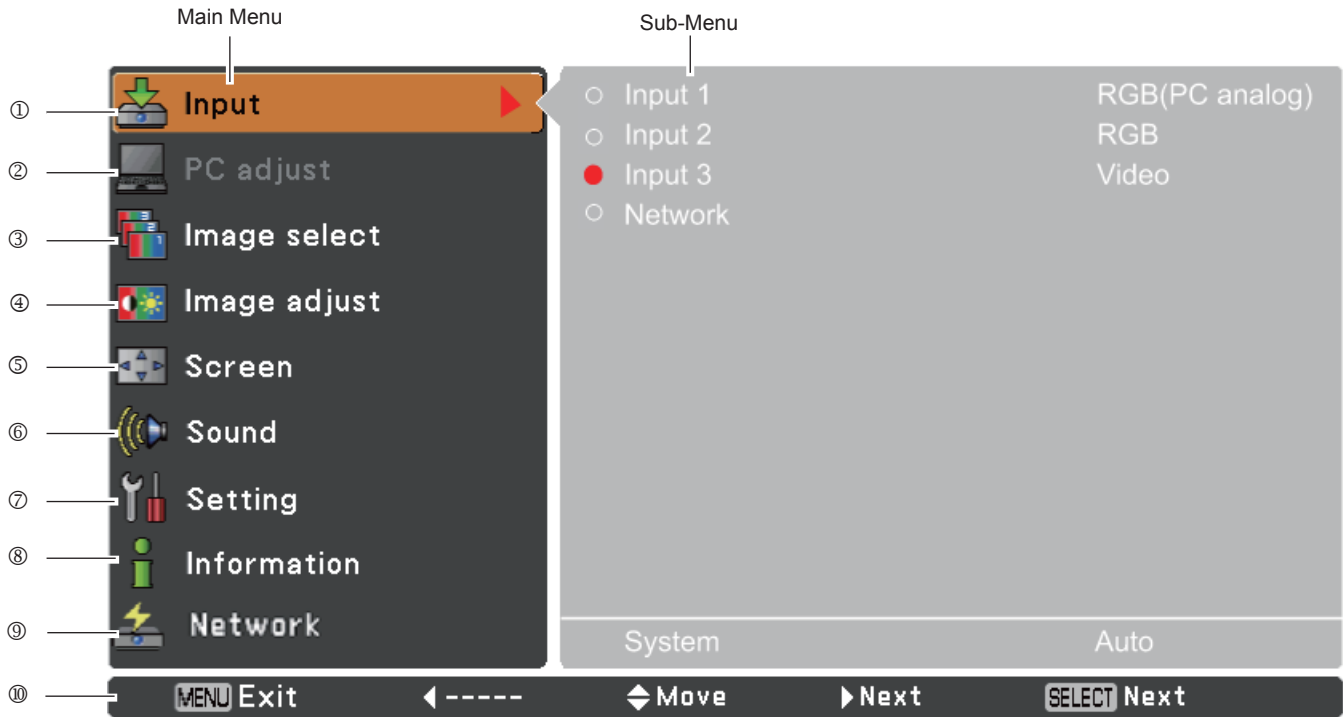 Main Menu
Sub-Menu
① Input
② PC adjust
③ Image select
④ Image adjust
⑤ Screen
⑥ Sound
⑦ Setting
⑧ Information
⑨ Network
Input 1 RGB(PC analog)
Input 2 RGB
Input 3 Video
Network
System Auto
⑩ MENU Exit ----- Move Next SELECT Next